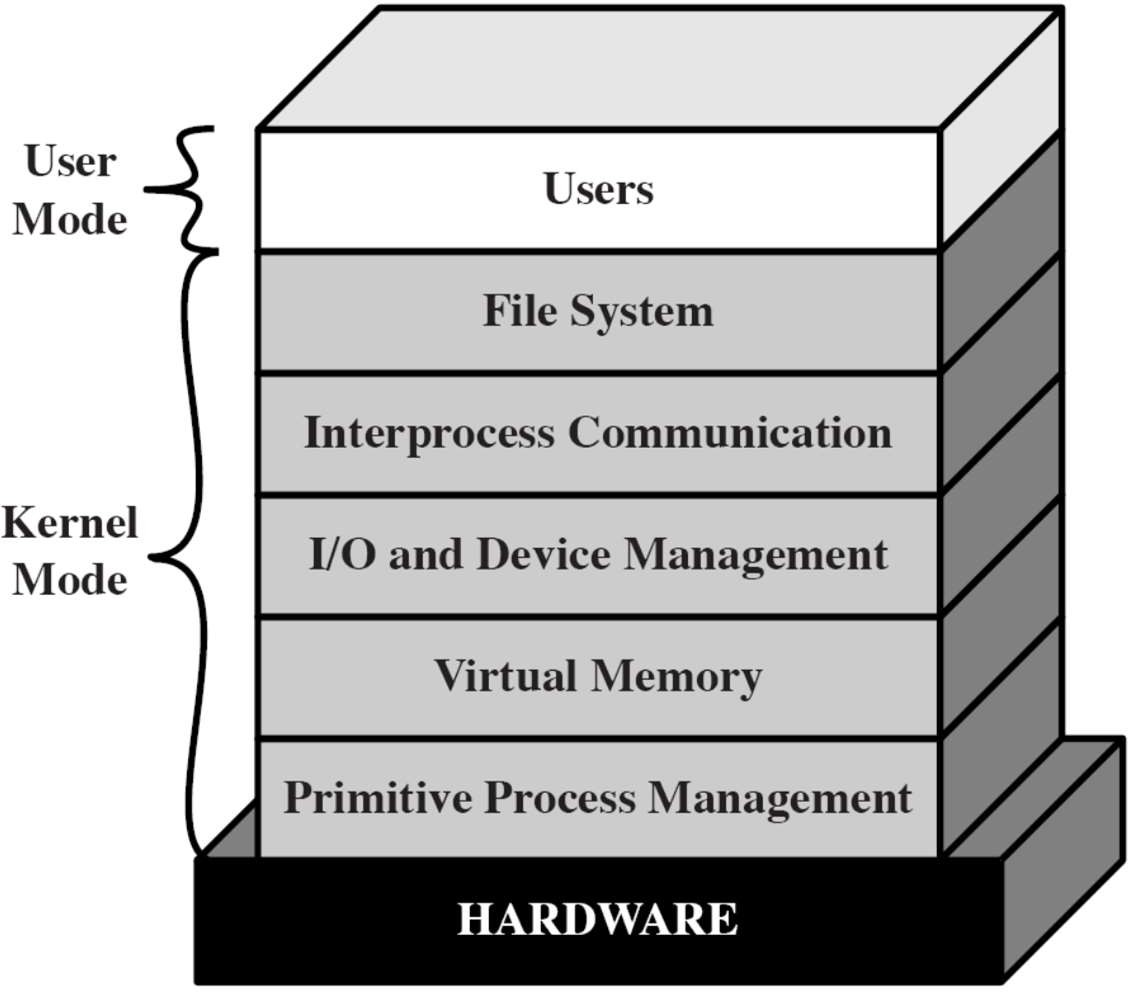 User
Mode
Users
File System
Interprocess Communication
Kernel
Mode
I/O and Device Management
Virtual Memory
Primitive Process Management
HARDWARE